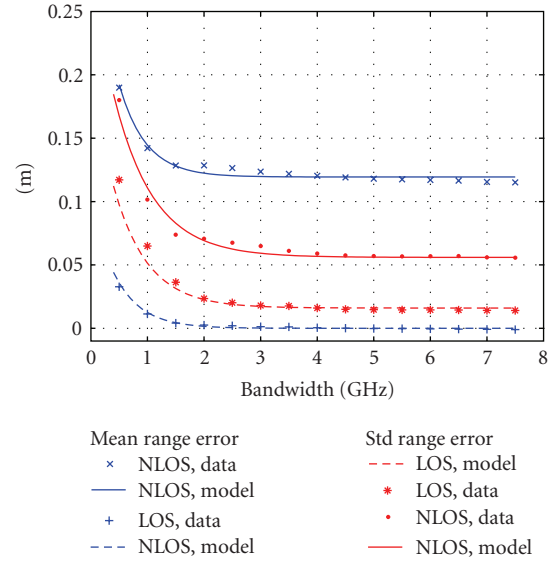 0.25
0.2
0.15
0.1
0.05
0
(m)
0 1 2 3 4 5 6 7 8
Bandwidth (GHz)
Mean range error
NLOS, data
NLOS, model
LOS, data
NLOS, model
Std range error
LOS, model
LOS, data
NLOS, data
NLOS, model